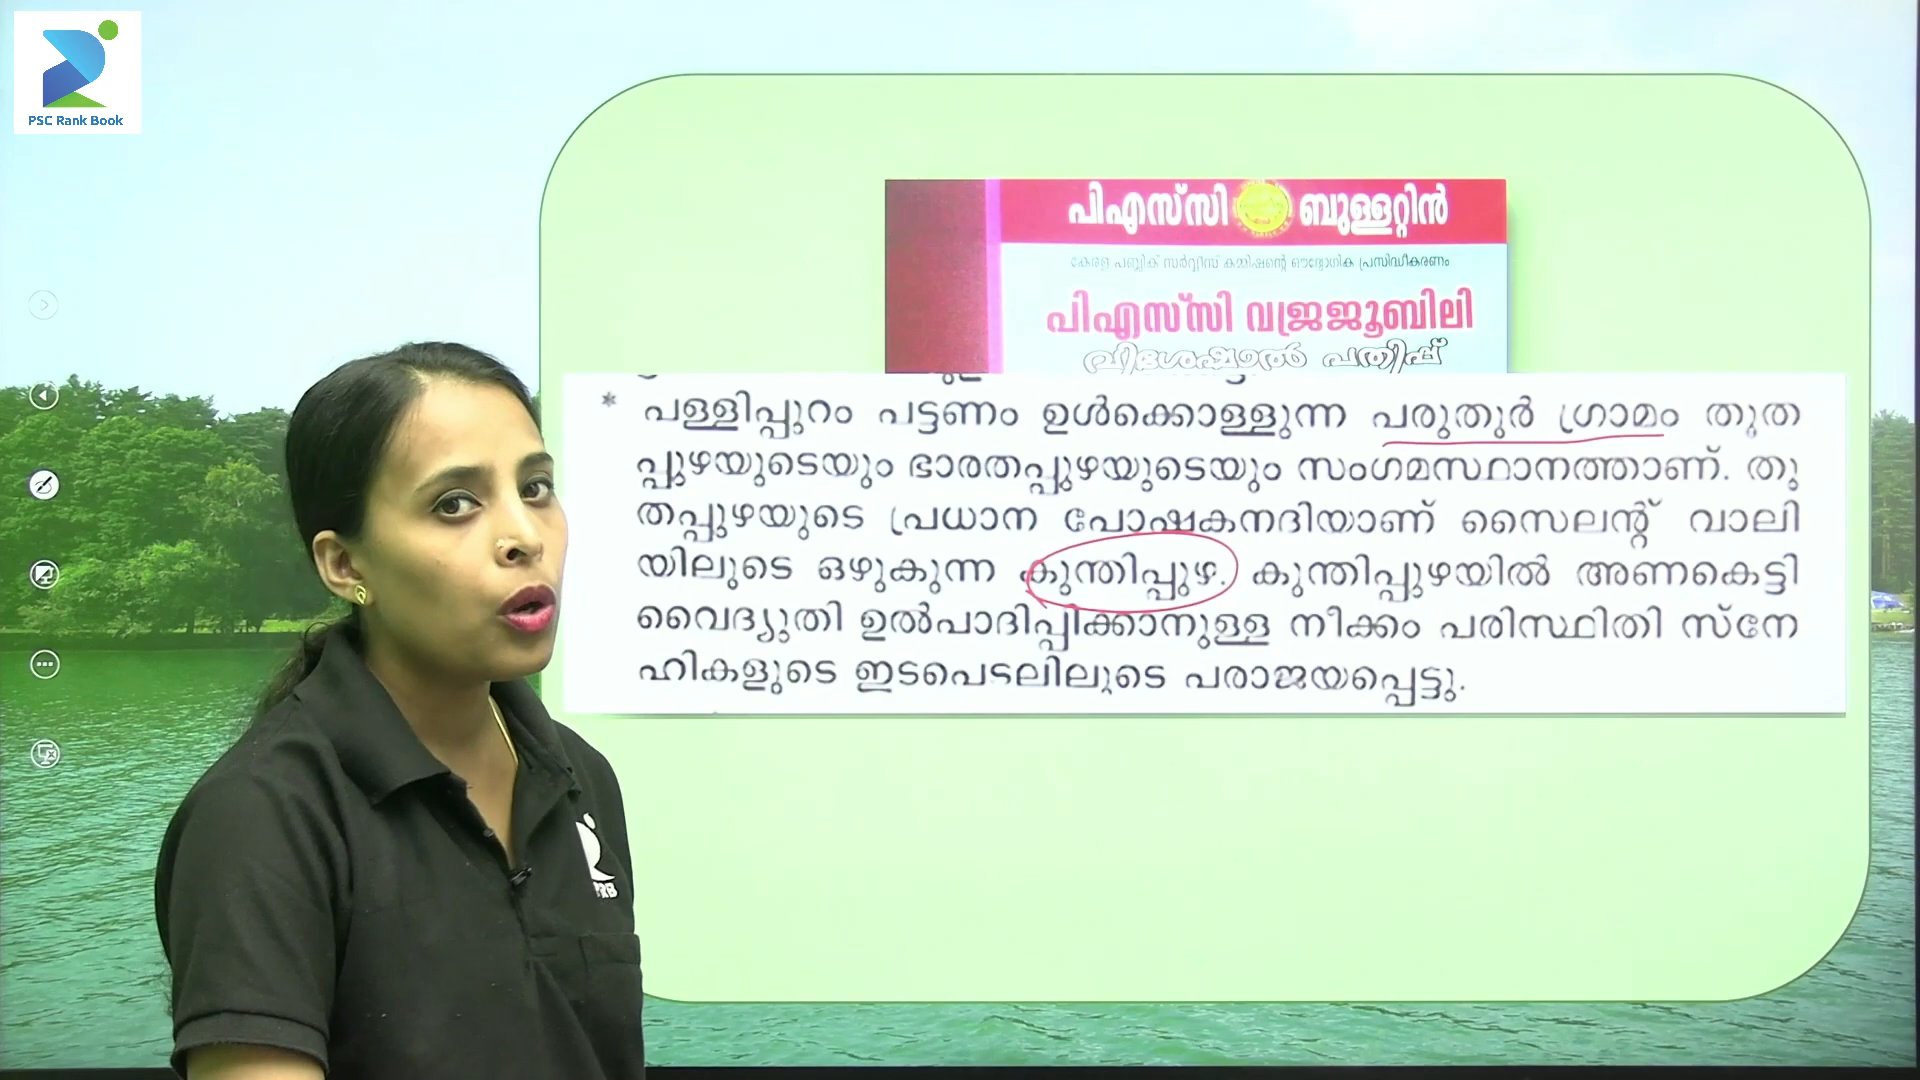 PSC Rank Book
പിഎസ്‌സി ബുള്ളറ്റിൻ
കേരള പബ്ലിക് സർവ്വീസ് കമ്മിഷന്റെ ഔദ്യോഗിക പ്രസിദ്ധീകരണം
പിഎസ്‌സി വജ്രജൂബിലി
വിശേഷാൽ പതിപ്പ്
* പള്ളിപ്പുറം പട്ടണം ഉൾക്കൊള്ളുന്ന പരുതുർ ഗ്രാമം തൂത
പ്പുഴയുടെയും ഭാരതപ്പുഴയുടെയും സംഗമസ്ഥാനത്താണ്. തൂ
തപ്പുഴയുടെ പ്രധാന പോഷകനദിയാണ് സൈലന്റ് വാലി
യിലൂടെ ഒഴുകുന്ന കുന്തിപ്പുഴ. കുന്തിപ്പുഴയിൽ അണകെട്ടി
വൈദ്യുതി ഉൽപാദിപ്പിക്കാനുള്ള നീക്കം പരിസ്ഥിതി സ്നേ
ഹികളുടെ ഇടപെടലിലൂടെ പരാജയപ്പെട്ടു.
PRB